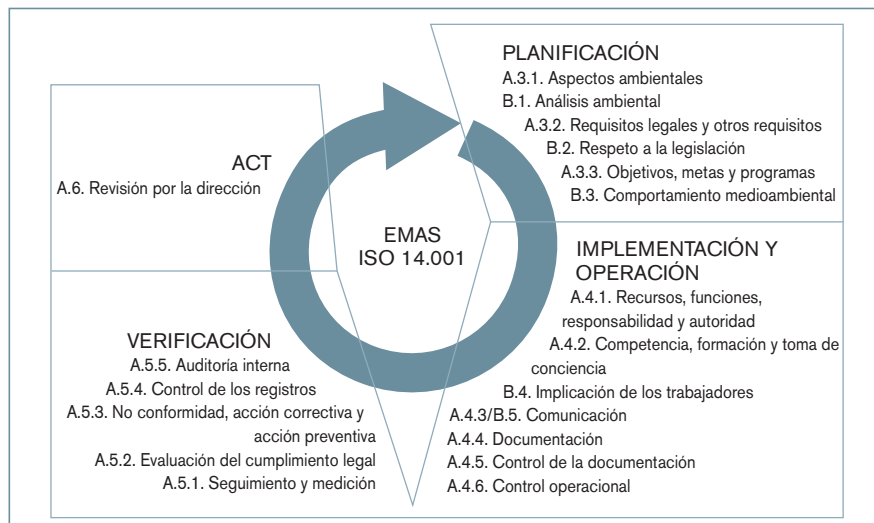 PLANIFICACIÓN
A.3.1. Aspectos ambientales
B.1. Análisis ambiental
A.3.2. Requisitos legales y otros requisitos
B.2. Respeto a la legislación
A.3.3. Objetivos, metas y programas
B.3. Comportamiento medioambiental
IMPLEMENTACIÓN Y
OPERACIÓN
A.4.1. Recursos, funciones,
responsabilidad y autoridad
A.4.2. Competencia, formación y toma de
conciencia
B.4. Implicación de los trabajadores
A.4.3/B.5. Comunicación
A.4.4. Documentación
A.4.5. Control de la documentación
A.4.6. Control operacional
VERIFICACIÓN
A.5.5. Auditoría interna
A.5.4. Control de los registros
A.5.3. No conformidad, acción correctiva y
acción preventiva
A.5.2. Evaluación del cumplimiento legal
A.5.1. Seguimiento y medición
ACT
A.6. Revisión por la dirección
EMAS
ISO 14.001